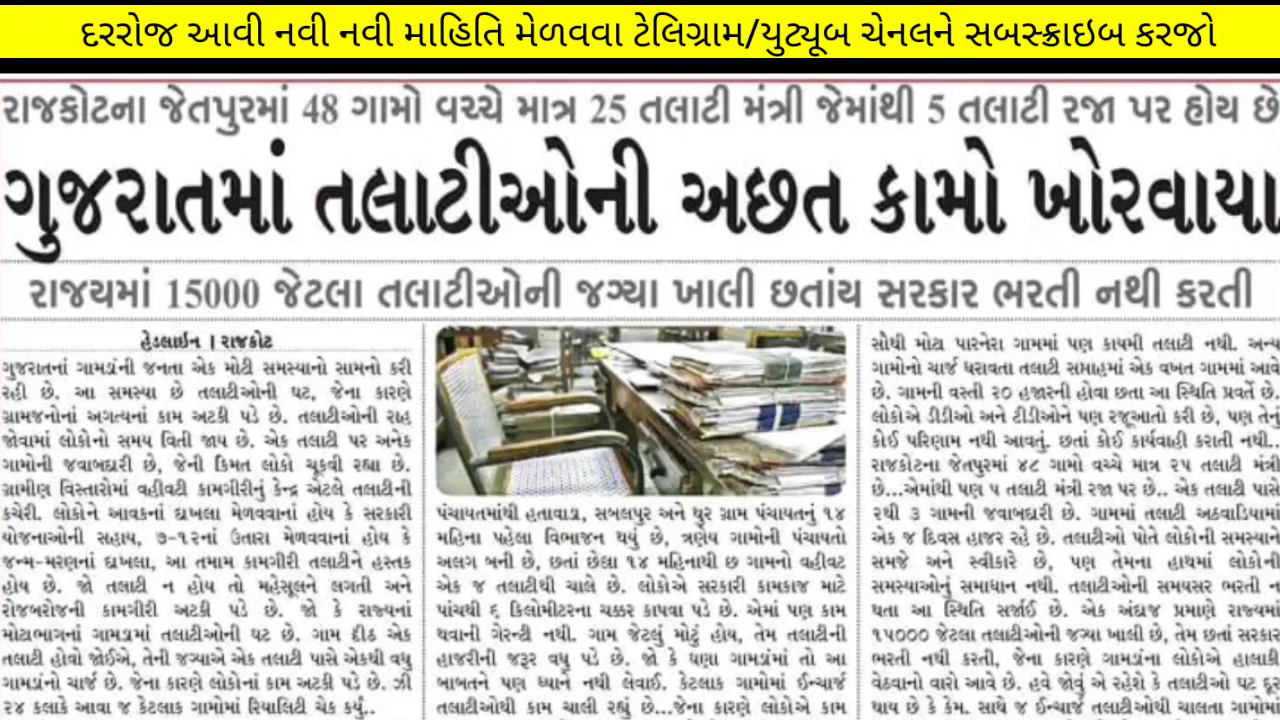 દરરોજ આવી નવી નવી માહિતિ મેળવવા ટેલિગ્રામ/યુટ્યૂબ ચેનલને સબસ્ક્રાઇબ કરજો
રાજકોટના જેતપુરમાં 48 ગામો વચ્ચે માત્ર 25 તલાટી મંત્રી જેમાંથી 5 તલાટી રજા પર હોય છે
ગુજરાતમાં તલાટીઓની અછત કામો ખોરવાયા
રાજયમાં 15000 જેટલા તલાટીઓની જગ્યા ખાલી છતાંય સરકાર ભરતી નથી કરતી
હેડલાઇન । રાજકોટ
ગુજરાતનાં ગામડાંની જનતા એક મોટી સમસ્યાનો સામનો કરી
રહી છે. આ સમસ્યા છે તલાટીઓની ઘટ, જેના કારણે
ગ્રામજનોનાં અગત્યનાં કામ અટકી પડે છે. તલાટીઓની રાહ
જોવામાં લોકોનો સમય વિતી જાય છે. એક તલાટી પર અનેક
ગામોની જવાબદારી છે, જેની કિંમત લોકો ચૂકવી રહ્યા છે.
ગ્રામીણ વિસ્તારોમાં વહીવટી કામગીરીનું કેન્દ્ર એટલે તલાટીની
કચેરી. લોકોને આવકનાં દાખલા મેળવવાનાં હોય કે સરકારી
યોજનાઓની સહાય, ૭-૧૨નાં ઉતારા મેળવવાનાં હોય કે
જન્મ-મરણનાં દાખલા, આ તમામ કામગીરી તલાટીને હસ્તક
હોય છે. જો તલાટી ન હોય તો મહેસૂલને લગતી અને
રોજબરોજની કામગીરી અટકી પડે છે. જો કે રાજ્યનાં
મોટાભાગનાં ગામડામાં તલાટીઓની ઘટ છે. ગામ દીઠ એક
તલાટી હોવો જોઈએ, તેની જગ્યાએ એક તલાટી પાસે એકથી વધુ
ગામડાંનો ચાર્જ છે. જેના કારણે લોકોનાં કામ અટકી પડે છે. ઝી
૨૪ કલાકે આવા જ કેટલાક ગામોમાં રિયાલિટી ચેક કર્યું..
પંચાયતમાંથી હતાવાડા, સબલપુર અને થુર ગ્રામ પંચાયતનું ૧૪
મહિના પહેલા વિભાજન થયું છે, ત્રણેય ગામોની પંચાયતો
અલગ બની છે, છતાં છેલ્લા ૧૪ મહિનાથી છ ગામનો વહીવટ
એક જ તલાટીથી ચાલે છે. લોકોએ સરકારી કામકાજ માટે
પાંચથી ૬ કિલોમીટરના ચક્કર કાપવા પડે છે. એમાં પણ કામ
થવાની ગેરન્ટી નથી. ગામ જેટલું મોટું હોય, તેમ તલાટીની
હાજરીની જરૂર વધુ પડે છે. જો કે ઘણા ગામડાંમાં તો આ
બાબતને પણ ધ્યાને નથી લેવાઈ. કેટલાક ગામોમાં ઈન્ચાર્જ
તલાટીઓથી કામ ચાલી રહ્યું છે...જેના કારણે લોકોએ કામ
સૌથી મોટા પારનેરા ગામમાં પણ કાયમી તલાટી નથી. અન્ય
ગામોનો ચાર્જ ધરાવતા તલાટી સપ્તાહમાં એક વખત ગામમાં આવે
છે. ગામની વસ્તી ૨૦ હજારની હોવા છતા આ સ્થિતિ પ્રવર્તે છે.
લોકોએ ડીડીઓ અને ટીડીઓને પણ રજૂઆતો કરી છે, પણ તેનું
કોઈ પરિણામ નથી આવતું. છતાં કોઈ કાર્યવાહી કરાતી નથી..
રાજકોટના જેતપુરમાં ૪૮ ગામો વચ્ચે માત્ર ૨૫ તલાટી મંત્રી
છે...એમાંથી પણ ૫ તલાટી મંત્રી રજા પર છે.. એક તલાટી પાસે
૨થી ૩ ગામની જવાબદારી છે. ગામમાં તલાટી અઠવાડિયામાં
એક જ દિવસ હાજર રહે છે. તલાટીઓ પોતે લોકોની સમસ્યાને
સમજે અને સ્વીકારે છે, પણ તેમના હાથમાં લોકોની
સમસ્યાઓનું સમાધાન નથી. તલાટીઓની સમયસર ભરતી ન
થતા આ સ્થિતિ સર્જાઈ છે. એક અંદાજ પ્રમાણે રાજ્યમાં
૧૫૦૦૦ જેટલા તલાટીઓની જગ્યા ખાલી છે, તેમ છતાં સરકાર
ભરતી નથી કરતી, જેના કારણે ગામડાંના લોકોએ હાલાકી
વેઠવાનો વારો આવે છે. હવે જોવું એ રહેશે કે તલાટીઓ ઘટ દૂર
થાય છે કે કેમ. સાથે જ ઈન્ચાર્જ તલાટીઓથી ચાલતા ગામોમાં